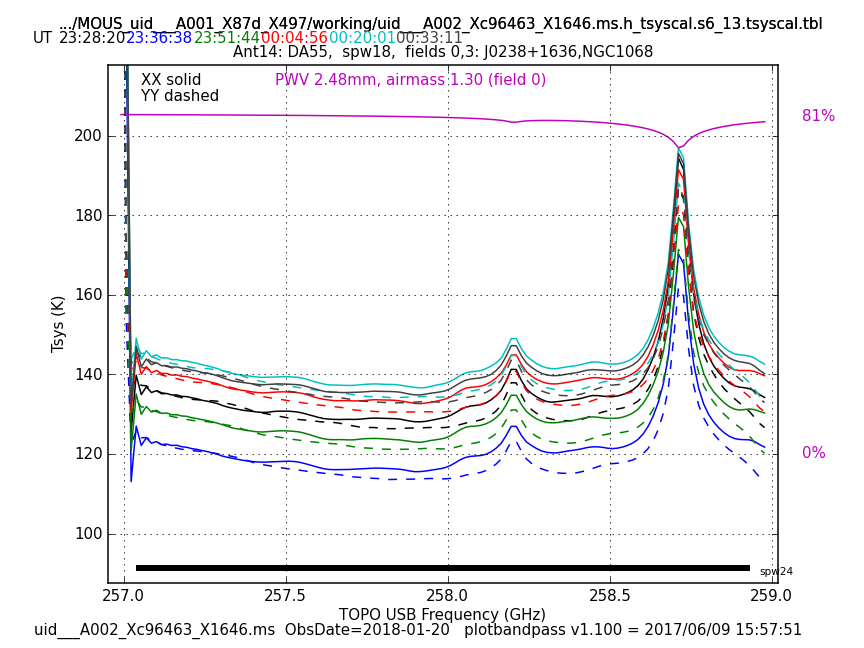 .../MOUS_uid___A001_X87d_X497/working/uid___A002_Xc96463_X1646.ms.h_tsyscal.s6_13.tsyscal.tbl
UT 23:28:20 23:36:38 23:51:44 00:04:56 00:20:01 00:33:11
Ant14: DA55, spw18, fields 0,3: J0238+1636,NGC1068
XX solid PWV 2.48mm, airmass 1.30 (field 0)
YY dashed
81%
0%
200
180
160
140
120
100
Tsys (K)
spw24
257.0 257.5 258.0 258.5 259.0
TOPO USB Frequency (GHz)
uid___A002_Xc96463_X1646.ms ObsDate=2018-01-20 plotbandpass v1.100 = 2017/06/09 15:57:51